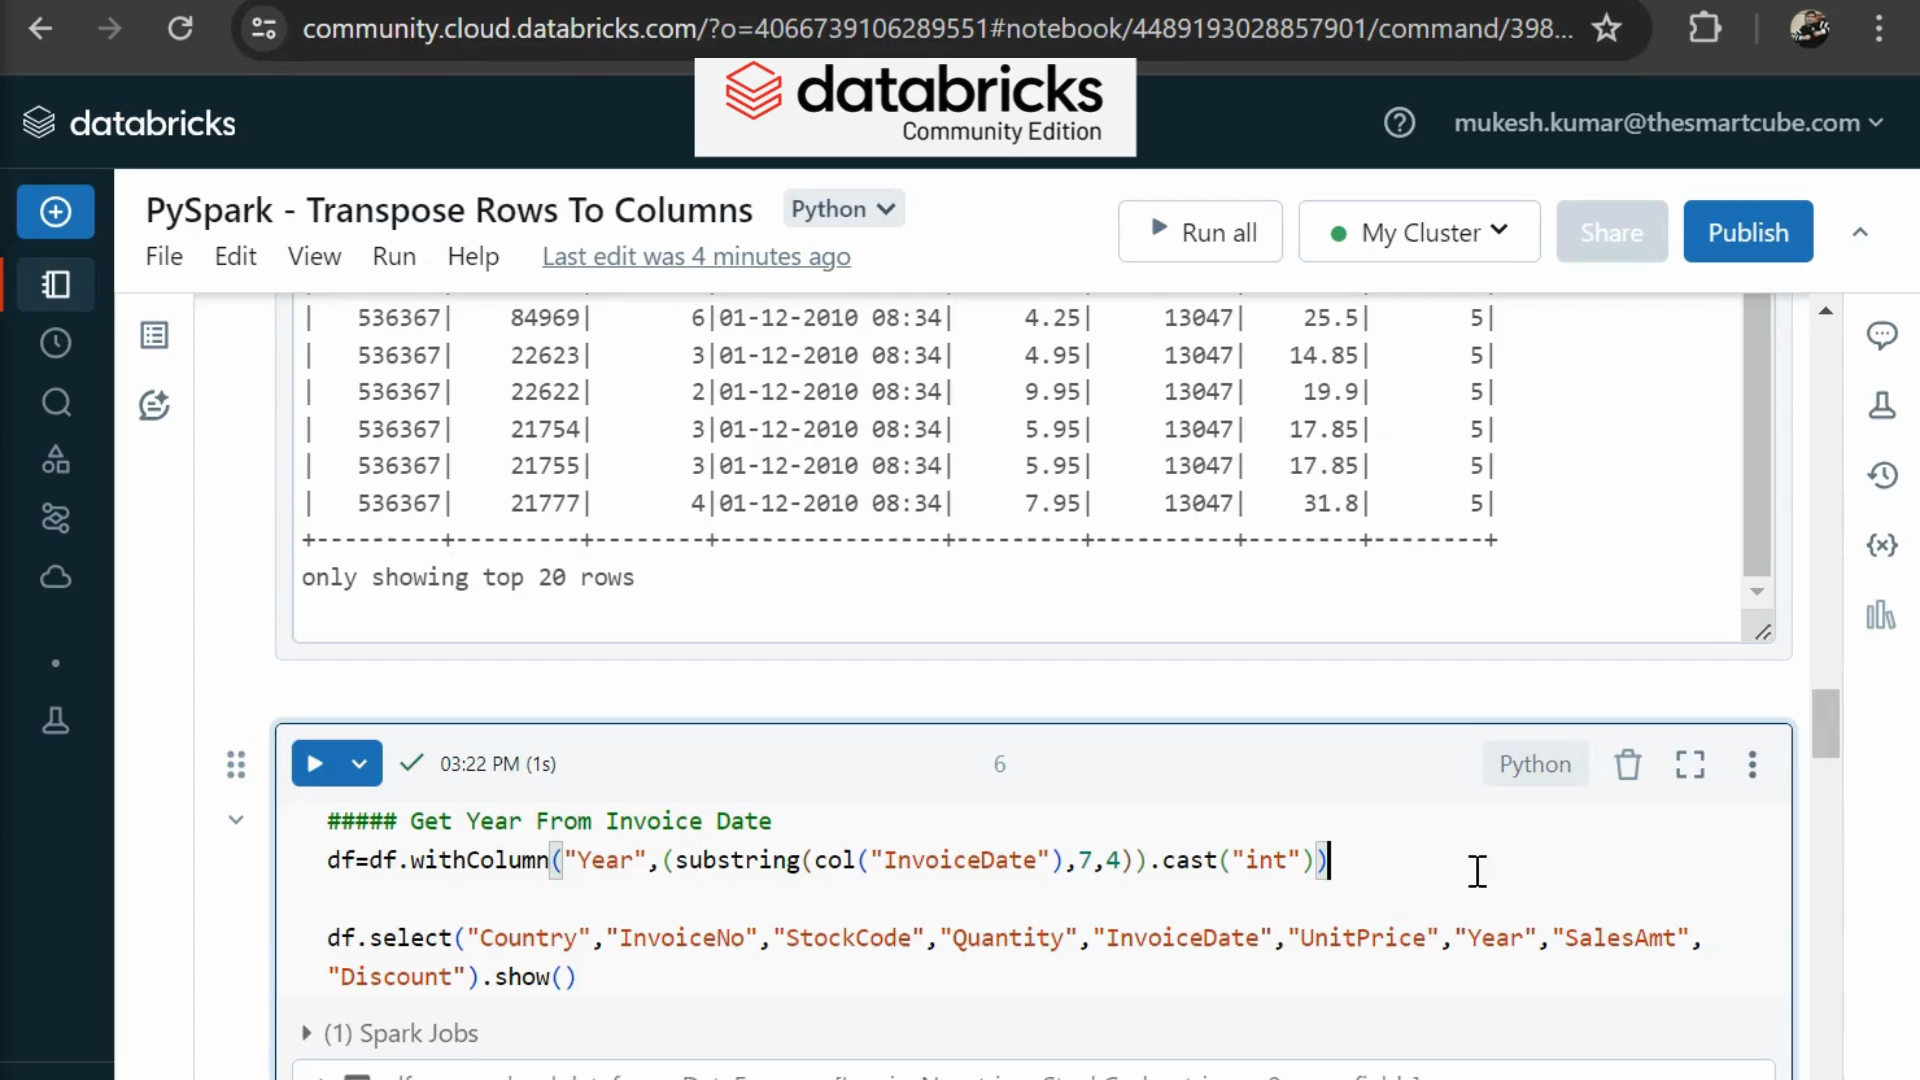 community.cloud.databricks.com/?o=4066739106289551#notebook/4489193028857901/command/398...
databricks
Community Edition
databricks
mukesh.kumar@thesmartcube.com
PySpark - Transpose Rows To Columns
Python
Run all
My Cluster
Share
Publish
File Edit View Run Help Last edit was 4 minutes ago
| 536367| 84969| 6|01-12-2010 08:34| 4.25| 13047| 25.5| 5|
| 536367| 22623| 3|01-12-2010 08:34| 4.95| 13047| 14.85| 5|
| 536367| 22622| 2|01-12-2010 08:34| 9.95| 13047| 19.9| 5|
| 536367| 21754| 3|01-12-2010 08:34| 5.95| 13047| 17.85| 5|
| 536367| 21755| 3|01-12-2010 08:34| 5.95| 13047| 17.85| 5|
| 536367| 21777| 4|01-12-2010 08:34| 7.95| 13047| 31.8| 5|
+---------+---------+--------+----------------+---------+----------+--------+--------+
only showing top 20 rows
03:22 PM (1s)
6
Python
##### Get Year From Invoice Date
df=df.withColumn("Year",(substring(col("InvoiceDate"),7,4)).cast("int"))
df.select("Country","InvoiceNo","StockCode","Quantity","InvoiceDate","UnitPrice","Year","SalesAmt",
"Discount").show()
(1) Spark Jobs